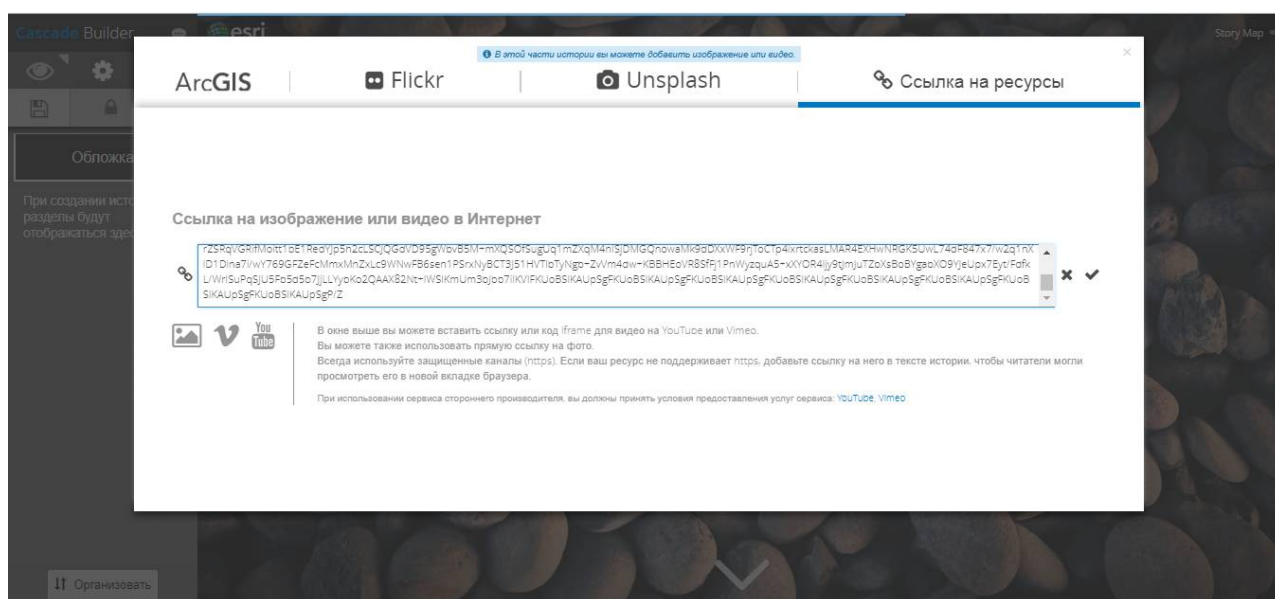 Cascade Builder
esri
Story Map
В этой части истории вы можете добавить изображение или видео.
×
ArcGIS
Flickr
Unsplash
Ссылка на ресурсы
Обложка
При создании исто
разделы будут
отображаться здес
Ссылка на изображение или видео в Интернет
SIKAUpSgP/Z
You
Tube
В окне выше вы можете вставить ссылку или код iframe для видео на YouTube или Vimeo.
Вы можете также использовать прямую ссылку на фото.
Всегда используйте защищенные каналы (https). Если ваш ресурс не поддерживает https, добавьте ссылку на него в тексте истории, чтобы читатели могли
просмотреть его в новой вкладке браузера.
При использовании сервиса стороннего производителя, вы должны принять условия предоставления услуг сервиса: YouTube, Vimeo
Организовать